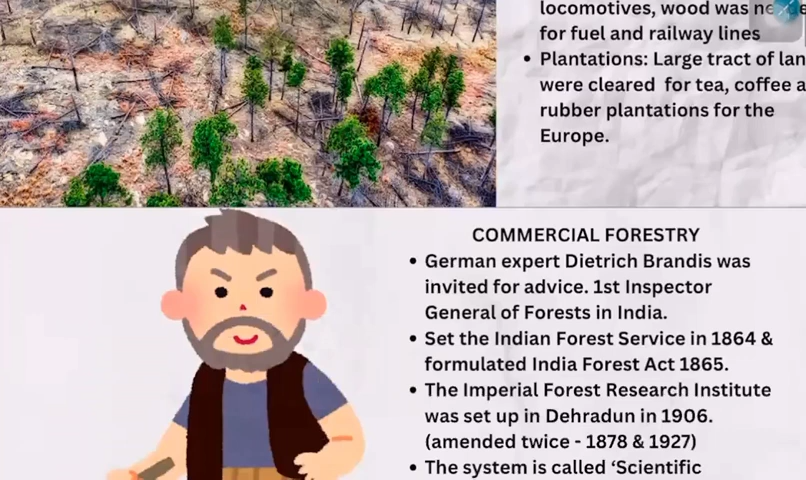 locomotives, wood was
for fuel and railway lines
• Plantations: Large tract of
were cleared for tea, coffee
rubber plantations for the
Europe.
COMMERCIAL FORESTRY
• German expert Dietrich Brandis was
invited for advice. 1st Inspector
General of Forests in India.
• Set the Indian Forest Service in 1864 &
formulated India Forest Act 1865.
• The Imperial Forest Research Institute
was set up in Dehradun in 1906.
(amended twice - 1878 & 1927)
• The system is called ‘Scientific